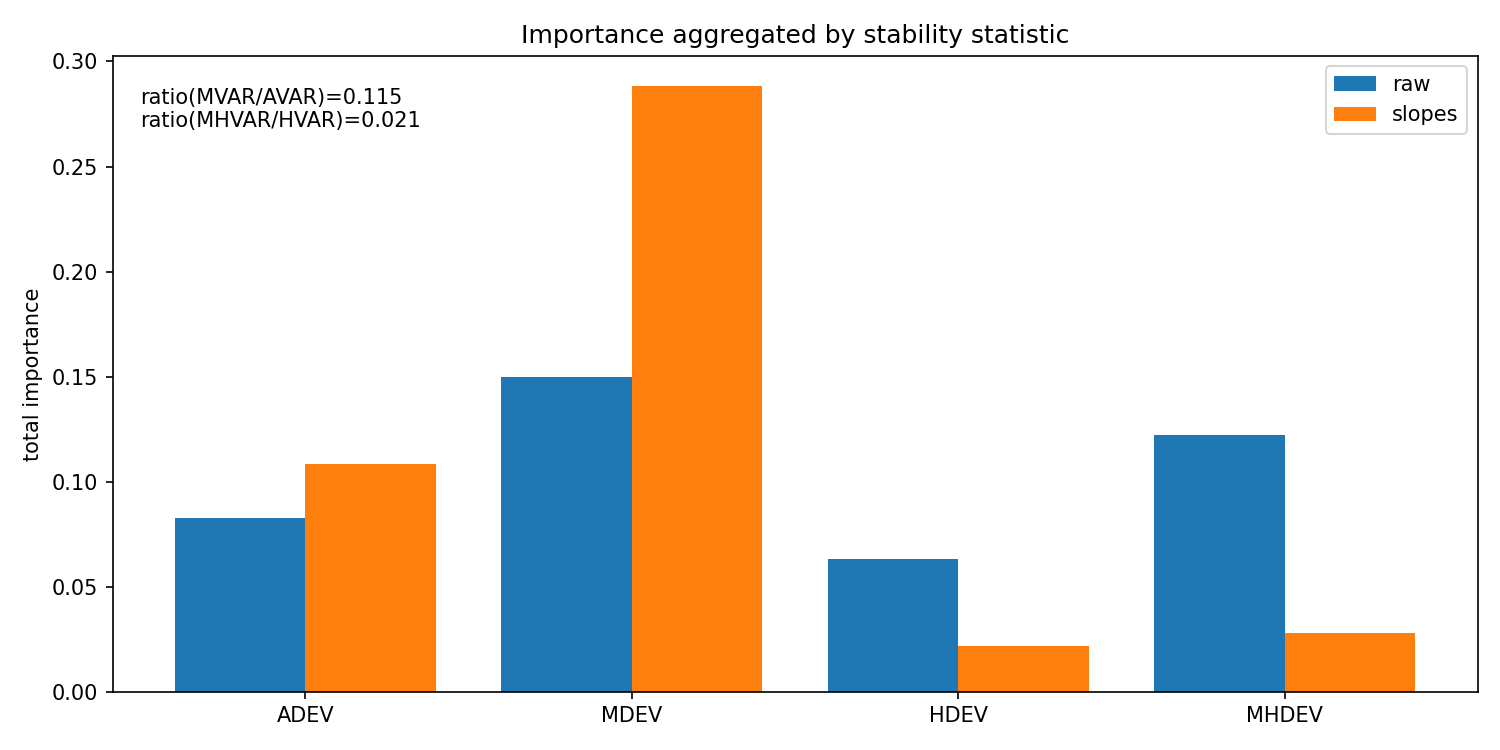 Importance aggregated by stability statistic
ratio(MVAR/AVAR)=0.115
ratio(MHVAR/HVAR)=0.021
raw
slopes
total importance
0.30
0.25
0.20
0.15
0.10
0.05
0.00
ADEV
MDEV
HDEV
MHDEV